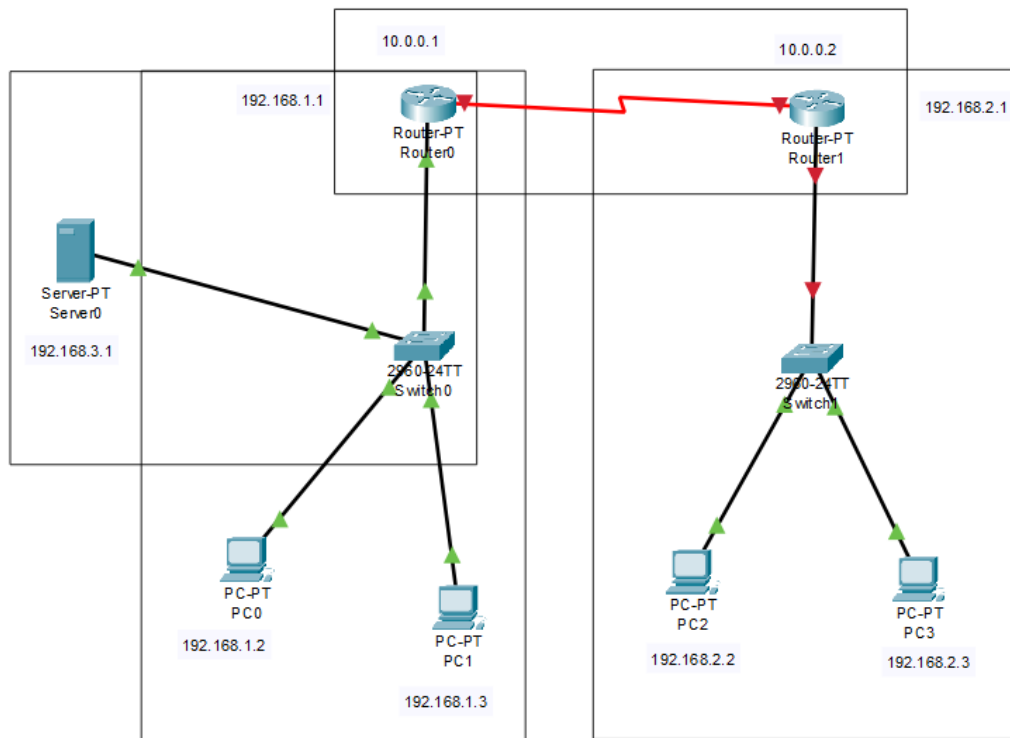 10.0.0.1
10.0.0.2
192.168.1.1
192.168.2.1
Router-PT
Router0
Router-PT
Router1
Server-PT
Server0
192.168.3.1
2960-24TT
Switch0
2960-24TT
Switch1
PC-PT
PC0
192.168.1.2
PC-PT
PC1
192.168.1.3
PC-PT
PC2
192.168.2.2
PC-PT
PC3
192.168.2.3